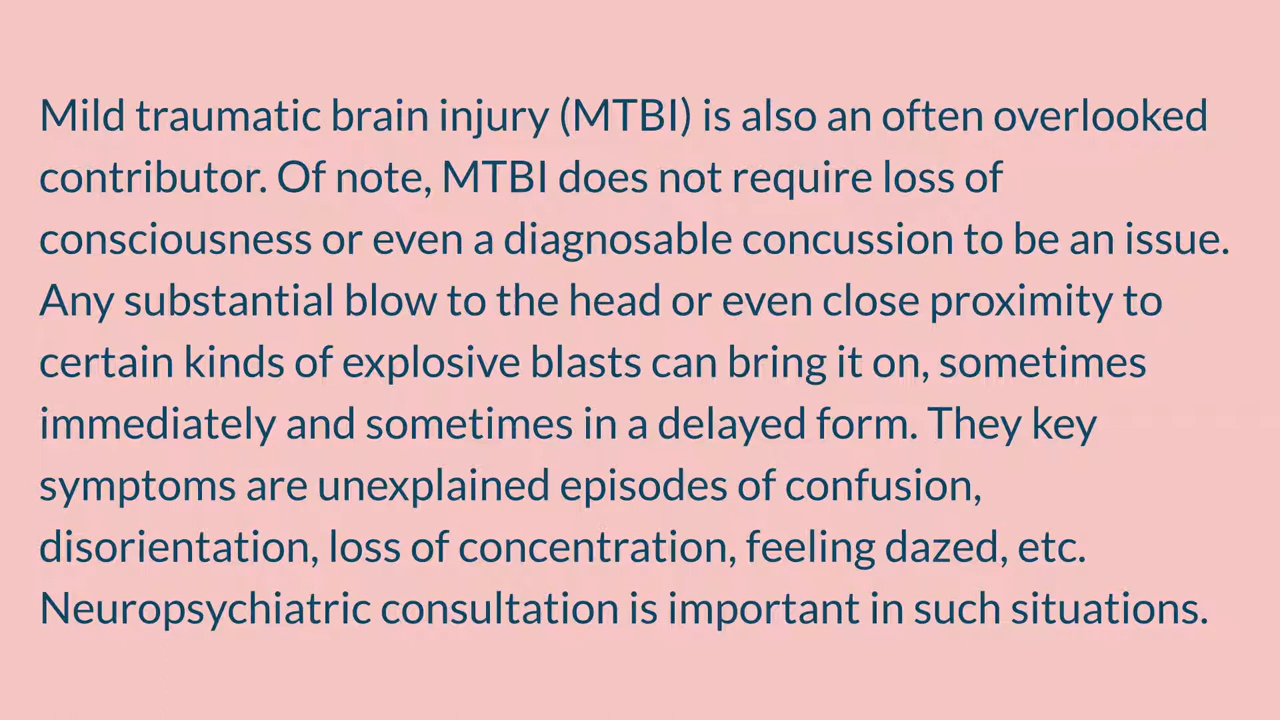 Mild traumatic brain injury (MTBI) is also an often overlooked
contributor. Of note, MTBI does not require loss of
consciousness or even a diagnosable concussion to be an issue.
Any substantial blow to the head or even close proximity to
certain kinds of explosive blasts can bring it on, sometimes
immediately and sometimes in a delayed form. They key
symptoms are unexplained episodes of confusion,
disorientation, loss of concentration, feeling dazed, etc.
Neuropsychiatric consultation is important in such situations.